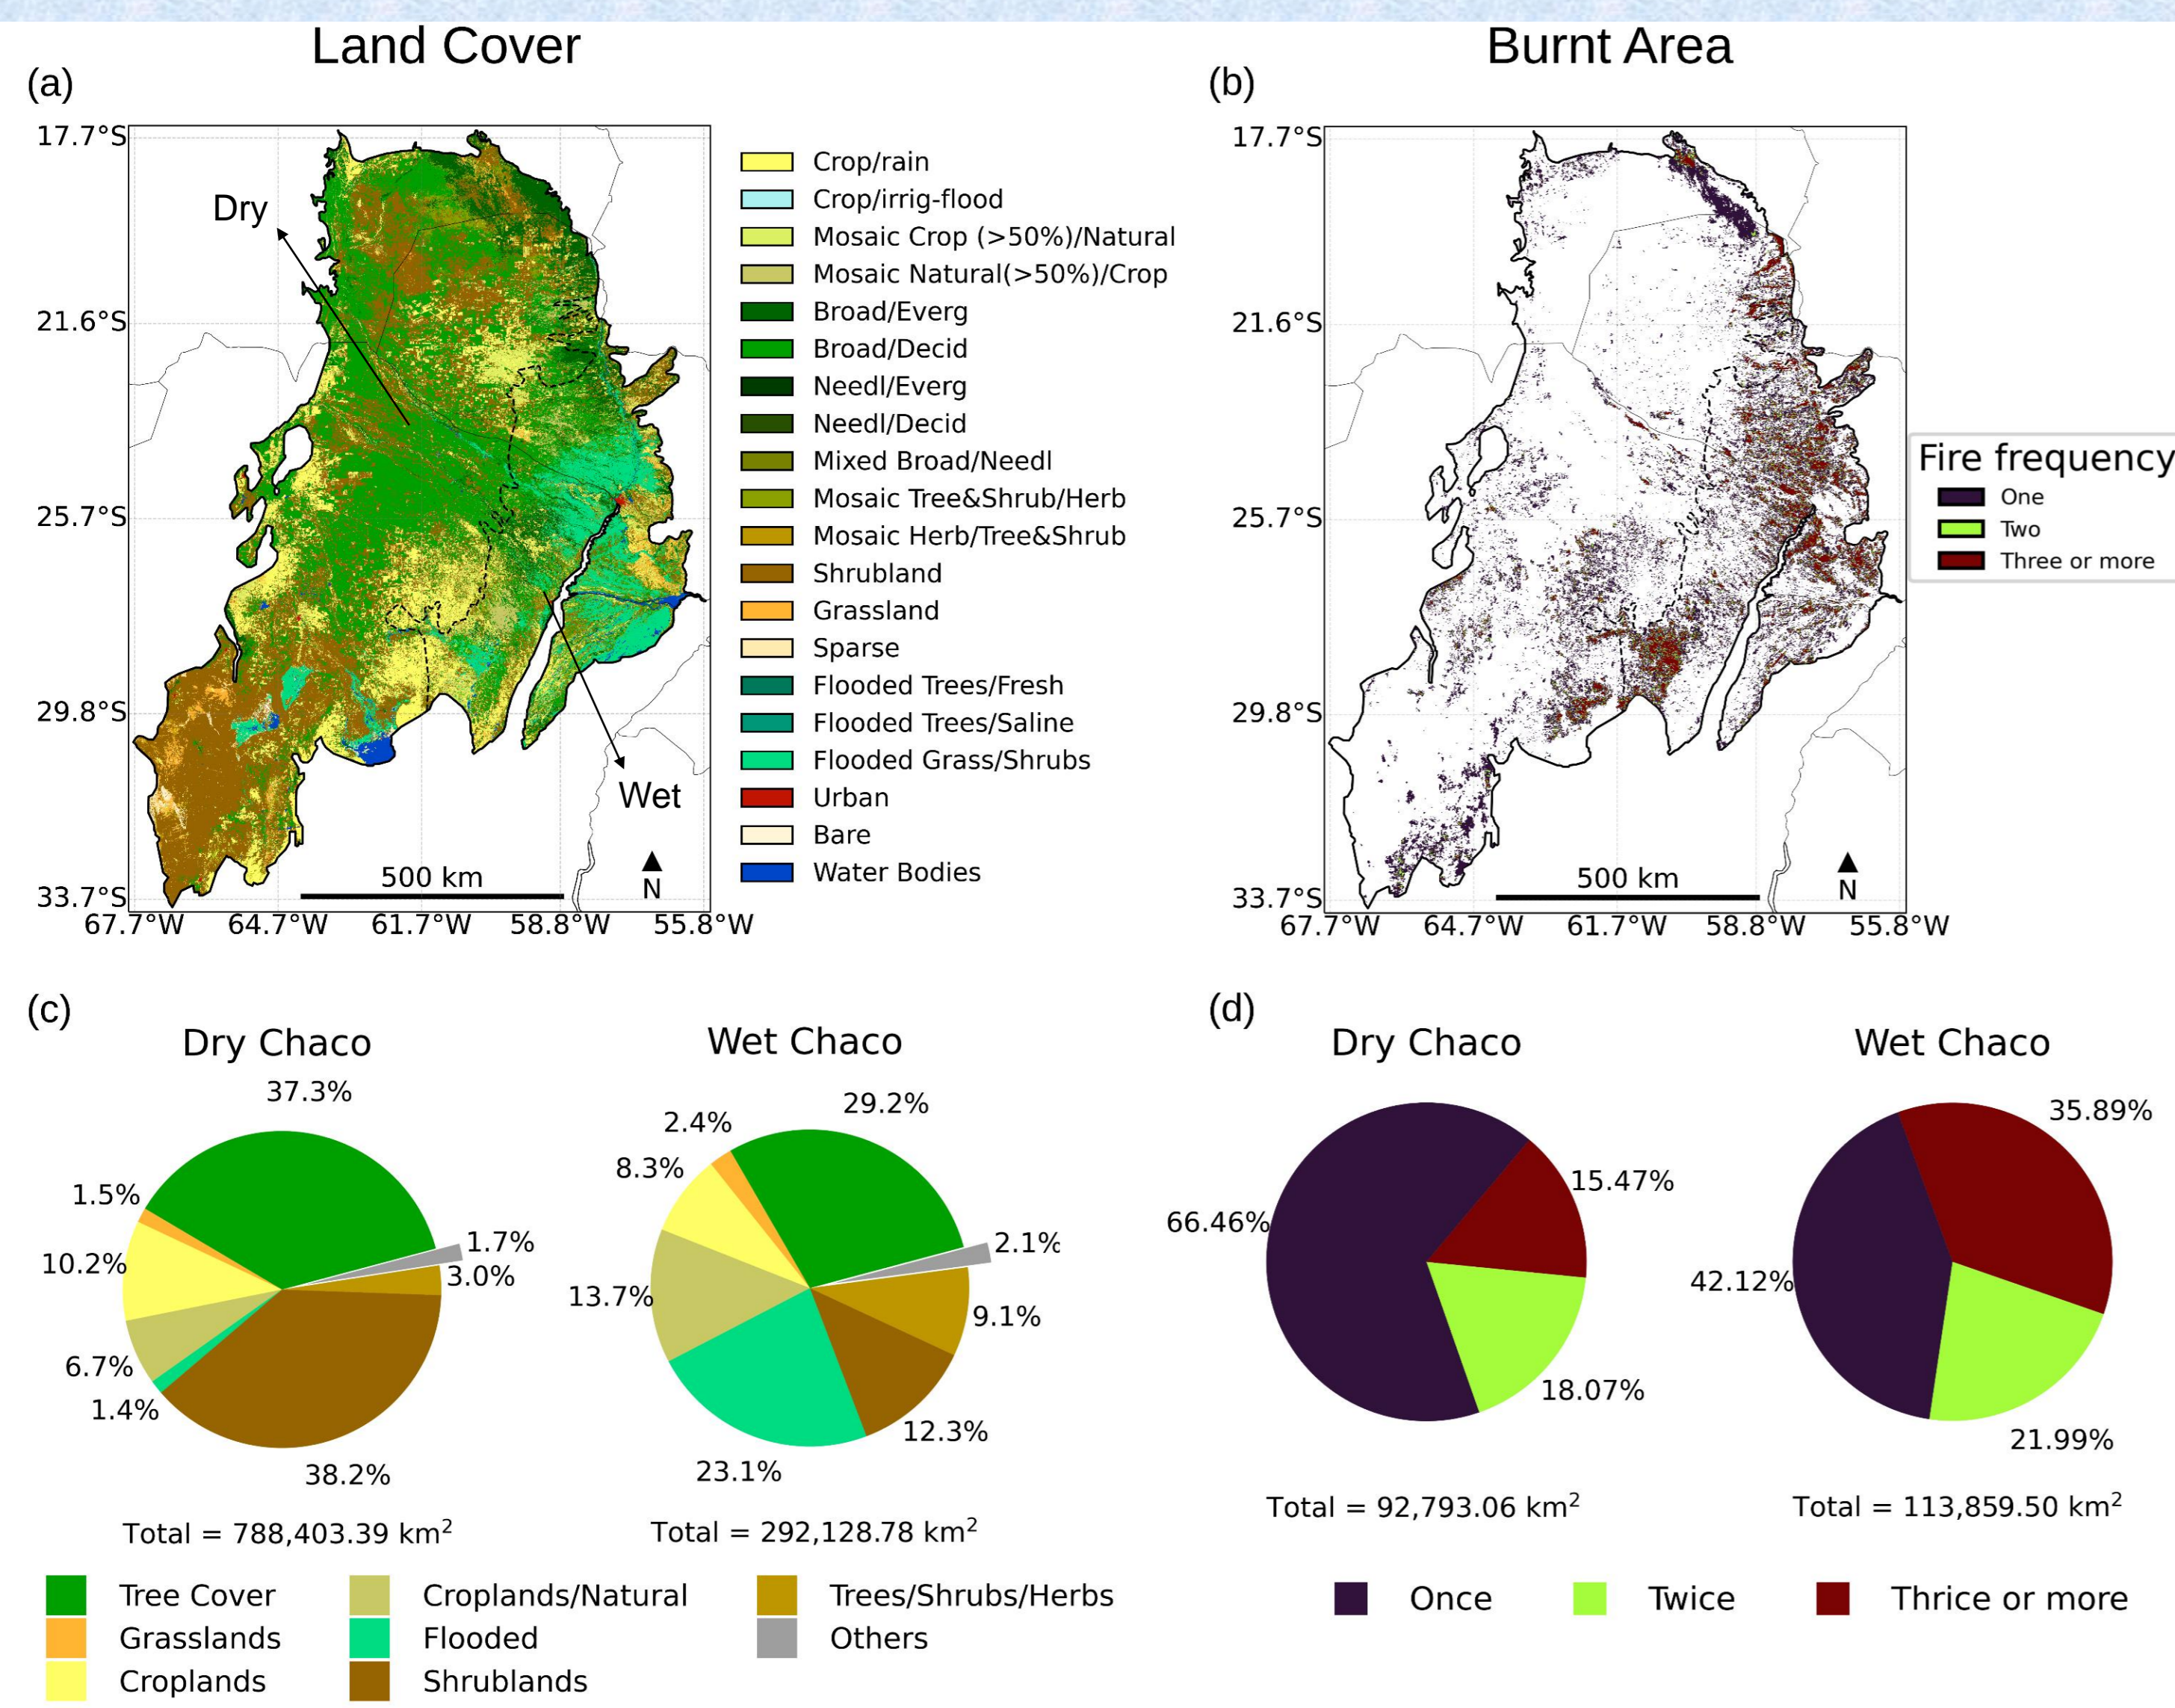 Land Cover
Burnt Area
(a)
(b)
17.7°S
21.6°S
25.7°S
29.8°S
33.7°S
67.7°W 64.7°W 61.7°W 58.8°W 55.8°W
Dry
Wet
500 km
N
Crop/rain
Crop/irrig-flood
Mosaic Crop (>50%)/Natural
Mosaic Natural(>50%)/Crop
Broad/Everg
Broad/Decid
Needl/Everg
Needl/Decid
Mixed Broad/Needl
Mosaic Tree&Shrub/Herb
Mosaic Herb/Tree&Shrub
Shrubland
Grassland
Sparse
Flooded Trees/Fresh
Flooded Trees/Saline
Flooded Grass/Shrubs
Urban
Bare
Water Bodies
17.7°S
21.6°S
25.7°S
29.8°S
33.7°S
67.7°W 64.7°W 61.7°W 58.8°W 55.8°W
500 km
N
Fire frequency
One
Two
Three or more
(c)
Dry Chaco
37.3%
1.5%
10.2%
6.7%
1.4%
38.2%
3.0%
1.7%
Total = 788,403.39 km²
Wet Chaco
29.2%
2.4%
8.3%
13.7%
23.1%
12.3%
9.1%
2.1%
Total = 292,128.78 km²
Tree Cover
Grasslands
Croplands
Croplands/Natural
Flooded
Shrublands
Trees/Shrubs/Herbs
Others
(d)
Dry Chaco
15.47%
66.46%
18.07%
Total = 92,793.06 km²
Wet Chaco
35.89%
42.12%
21.99%
Total = 113,859.50 km²
Once
Twice
Thrice or more